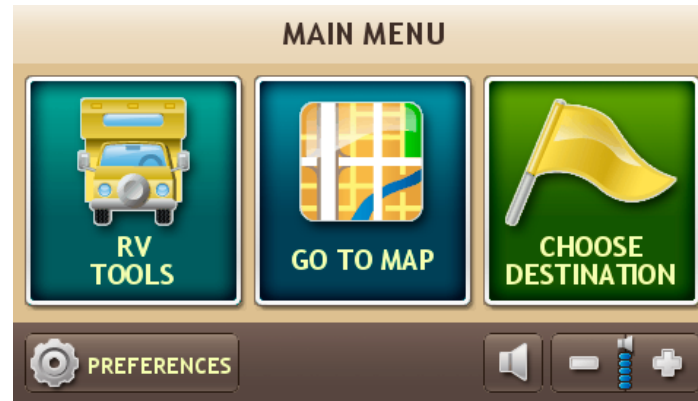 MAIN MENU
RV
TOOLS
GO TO MAP
CHOOSE
DESTINATION
PREFERENCES